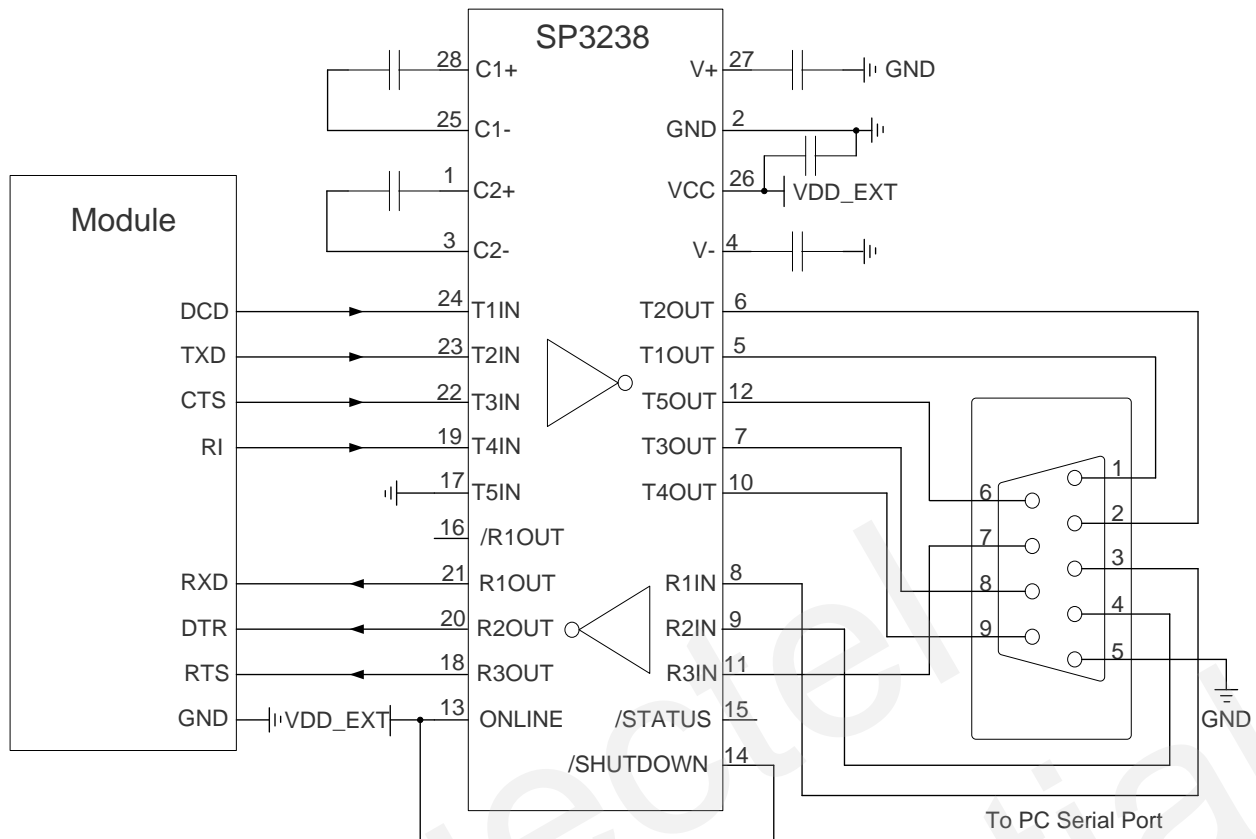 SP3238
28 C1+ V+ 27 GND
25 C1- GND 2
1 C2+ VCC 26 VDD_EXT
3 C2- V- 4
Module
DCD 24 T1IN T2OUT 6
TXD 23 T2IN T1OUT 5
CTS 22 T3IN T5OUT 12
RI 19 T4IN T3OUT 7
17 T5IN T4OUT 10
16 /R1OUT
RXD 21 R1OUT R1IN 8
DTR 20 R2OUT R2IN 9
RTS 18 R3OUT R3IN 11
GND VDD_EXT 13 ONLINE /STATUS 15
/SHUTDOWN 14
1
6
2
7
3
8
4
9
5
GND
To PC Serial Port